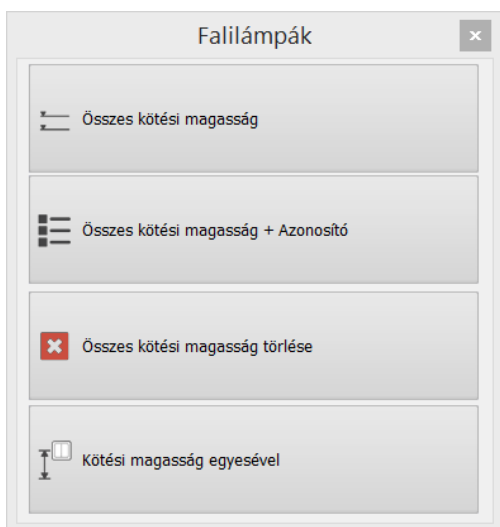 Falilámpák
Összes kötési magasság
Összes kötési magasság + Azonosító
Összes kötési magasság törlése
Kötési magasság egyesével